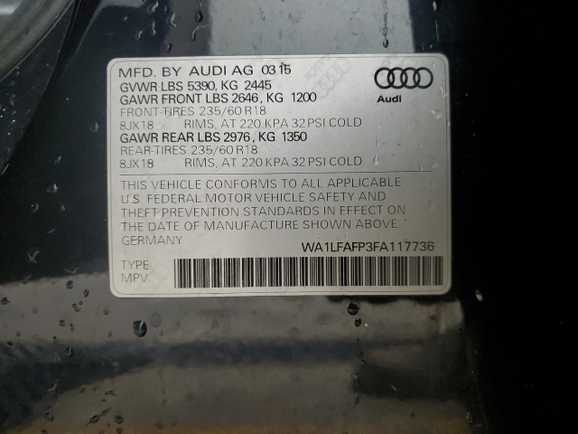 MFD. BY AUDI AG 03 15
GVWR LBS 5390, KG 2445
GAWR FRONT LBS 2646, KG 1200
FRONT-TIRES. 235/60 R18
8JX18 RIMS, AT 220 KPA 32 PSI COLD
GAWR REAR LBS 2976, KG 1350
REAR-TIRES. 235/60 R18
8JX18 RIMS, AT 220 KPA 32 PSI COLD
Audi
THIS VEHICLE CONFORMS TO ALL APPLICABLE
U.S. FEDERAL MOTOR VEHICLE SAFETY AND
THEFT PREVENTION STANDARDS IN EFFECT ON
THE DATE OF MANUFACTURE SHOWN ABOVE.
GERMANY
WA1LFAFP3FA117736
TYPE
MPV